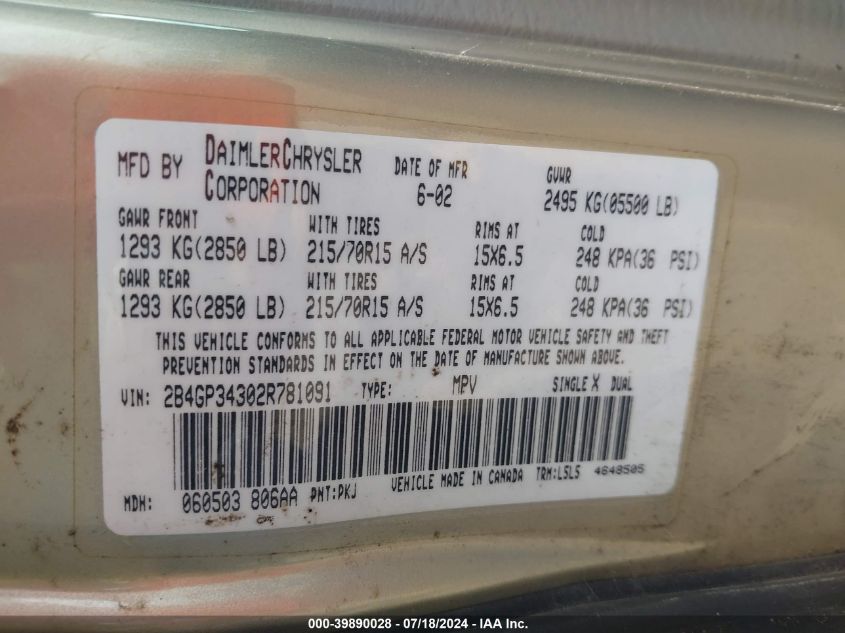 MFD BY DAIMLERCHRYSLER CORPORATION DATE OF MFR 6-02 GVWR 2495 KG(05500 LB)
GAWR FRONT WITH TIRES RIMS AT COLD
1293 KG(2850 LB) 215/70R15 A/S 15X6.5 248 KPA(36 PSI)
GAWR REAR WITH TIRES RIMS AT COLD
1293 KG(2850 LB) 215/70R15 A/S 15X6.5 248 KPA(36 PSI)
THIS VEHICLE CONFORMS TO ALL APPLICABLE FEDERAL MOTOR VEHICLE SAFETY AND THEFT
PREVENTION STANDARDS IN EFFECT ON THE DATE OF MANUFACTURE SHOWN ABOVE.
VIN: 2B4GP34302R781091 TYPE: MPV SINGLE X DUAL
MDH: 060503 806AA PNT:PKJ VEHICLE MADE IN CANADA TRM:L5L5 4648505
000-39890028 - 07/18/2024 - IAA Inc.